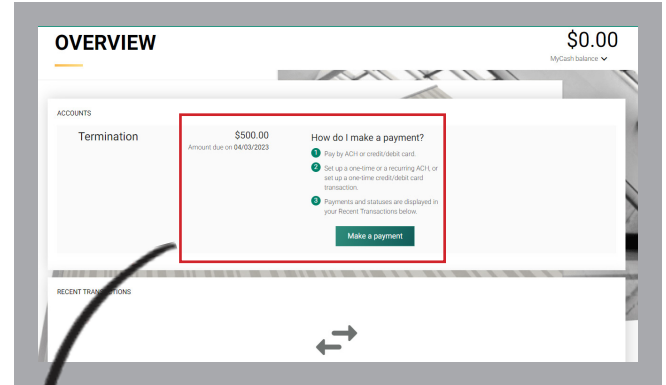 OVERVIEW
$0.00
MyCash balance
ACCOUNTS
Termination
$500.00
Amount due on 04/03/2023
How do I make a payment?
1 Pay by ACH or credit/debit card.
2 Set up a one-time or a recurring ACH, or
set up a one-time credit/debit card
transaction.
3 Payments and statuses are displayed in
your Recent Transactions below.
Make a payment
RECENT TRANSACTIONS